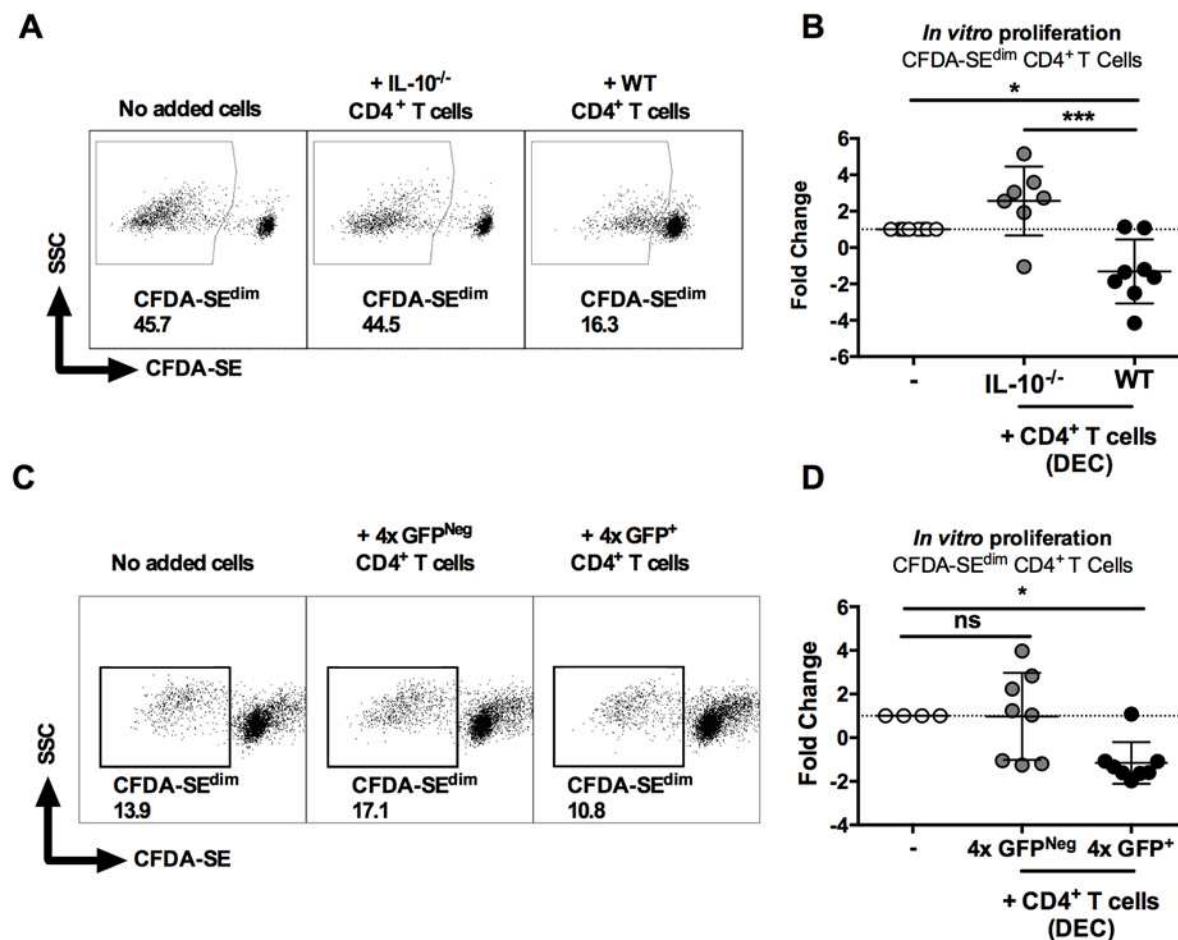 A
No added cells
+ IL-10-/-
CD4+ T cells
+ WT
CD4+ T cells
SSC
CFDA-SEdim
45.7
CFDA-SEdim
44.5
CFDA-SEdim
16.3
CFDA-SE
B
In vitro proliferation
CFDA-SEdim CD4+ T Cells
*
***
Fold Change
6
4
2
0
-2
-4
-6
-
IL-10-/-
WT
+ CD4+ T cells
(DEC)
C
No added cells
+ 4x GFPNeg
CD4+ T cells
+ 4x GFP+
CD4+ T cells
SSC
CFDA-SEdim
13.9
CFDA-SEdim
17.1
CFDA-SEdim
10.8
CFDA-SE
D
In vitro proliferation
CFDA-SEdim CD4+ T Cells
*
ns
Fold Change
6
4
2
0
-2
-4
-
4x GFPNeg
4x GFP+
+ CD4+ T cells
(DEC)